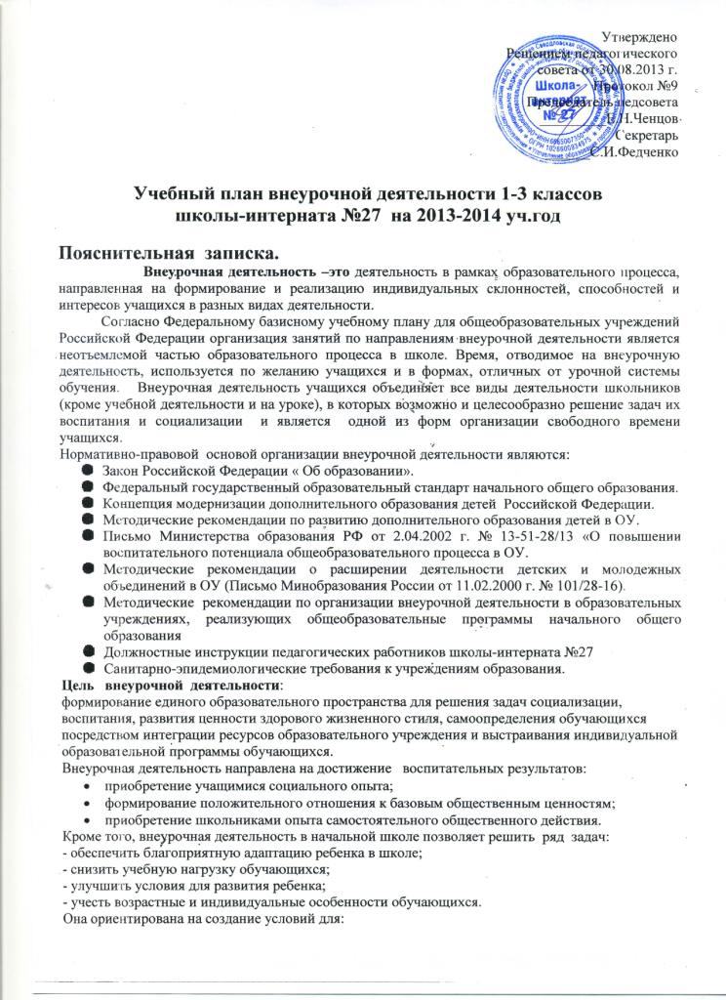 Утверждено
Решением педагогического
совета от 30.08.2013 г.
Протокол №9
Председатель педсовета
В.Н.Ченцов
Секретарь
С.И.Федченко
Школа-
интернат
№ 27
Учебный план внеурочной деятельности 1-3 классов
школы-интерната №27 на 2013-2014 уч.год
Пояснительная записка.
Внеурочная деятельность –это деятельность в рамках образовательного процесса,
направленная на формирование и реализацию индивидуальных склонностей, способностей и
интересов учащихся в разных видах деятельности.
Согласно Федеральному базисному учебному плану для общеобразовательных учреждений
Российской Федерации организация занятий по направлениям внеурочной деятельности является
неотъемлемой частью образовательного процесса в школе. Время, отводимое на внеурочную
деятельность, используется по желанию учащихся и в формах, отличных от урочной системы
обучения. Внеурочная деятельность учащихся объединяет все виды деятельности школьников
(кроме учебной деятельности и на уроке), в которых возможно и целесообразно решение задач их
воспитания и социализации и является одной из форм организации свободного времени
учащихся.
Нормативно-правовой основой организации внеурочной деятельности являются:
● Закон Российской Федерации « Об образовании».
● Федеральный государственный образовательный стандарт начального общего образования.
● Концепция модернизации дополнительного образования детей Российской Федерации.
● Методические рекомендации по развитию дополнительного образования детей в ОУ.
● Письмо Министерства образования РФ от 2.04.2002 г. № 13-51-28/13 «О повышении
воспитательного потенциала общеобразовательного процесса в ОУ.
● Методические рекомендации о расширении деятельности детских и молодежных
объединений в ОУ (Письмо Минобразования России от 11.02.2000 г. № 101/28-16).
● Методические рекомендации по организации внеурочной деятельности в образовательных
учреждениях, реализующих общеобразовательные программы начального общего
образования
● Должностные инструкции педагогических работников школы-интерната №27
● Санитарно-эпидемиологические требования к учреждениям образования.
Цель внеурочной деятельности:
формирование единого образовательного пространства для решения задач социализации,
воспитания, развития ценности здорового жизненного стиля, самоопределения обучающихся
посредством интеграции ресурсов образовательного учреждения и выстраивания индивидуальной
образовательной программы обучающихся.
Внеурочная деятельность направлена на достижение воспитательных результатов:
• приобретение учащимися социального опыта;
• формирование положительного отношения к базовым общественным ценностям;
• приобретение школьниками опыта самостоятельного общественного действия.
Кроме того, внеурочная деятельность в начальной школе позволяет решить ряд задач:
- обеспечить благоприятную адаптацию ребенка в школе;
- снизить учебную нагрузку обучающихся;
- улучшить условия для развития ребенка;
- учесть возрастные и индивидуальные особенности обучающихся.
Она ориентирована на создание условий для: